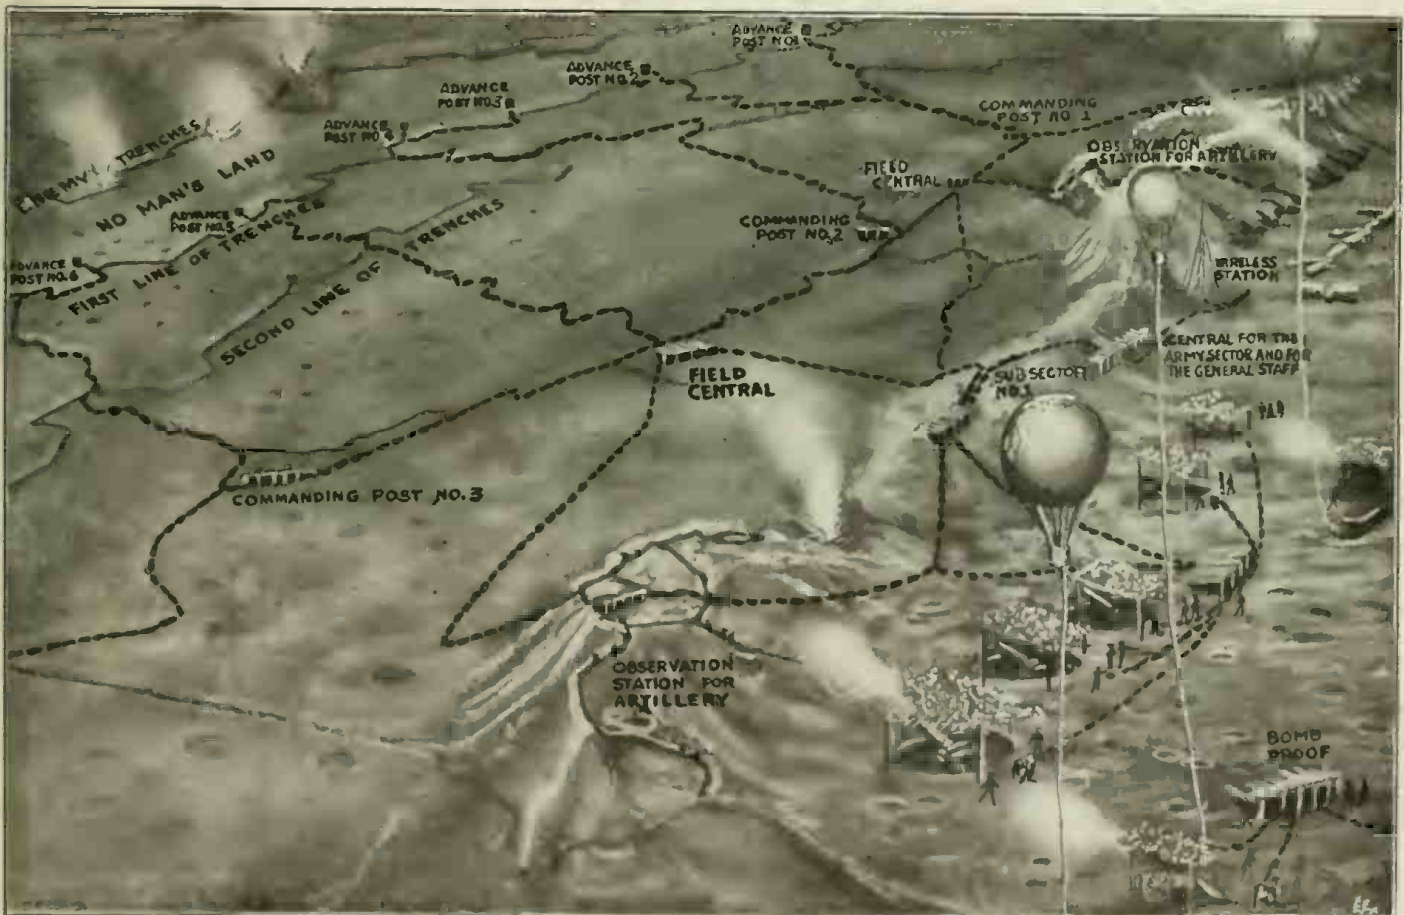 ADVANCE
POST NO.1
ADVANCE
POST NO.2
ADVANCE
POST NO.3
ADVANCE
POST NO.4
ENEMY TRENCHES
NO MAN'S LAND
ADVANCE
POST NO.5
ADVANCE
POST NO.6
FIRST LINE OF TRENCHES
SECOND LINE OF TRENCHES
COMMANDING
POST NO 1
OBSERVATION
STATION FOR ARTILLERY
FIELD
CENTRAL
COMMANDING
POST NO.2
WIRELESS
STATION
CENTRAL FOR THE
ARMY SECTOR AND FOR
THE GENERAL STAFF
SUB SECTOR
NO.1
FIELD
CENTRAL
COMMANDING POST NO.3
OBSERVATION
STATION FOR
ARTILLERY
BOMB
PROOF